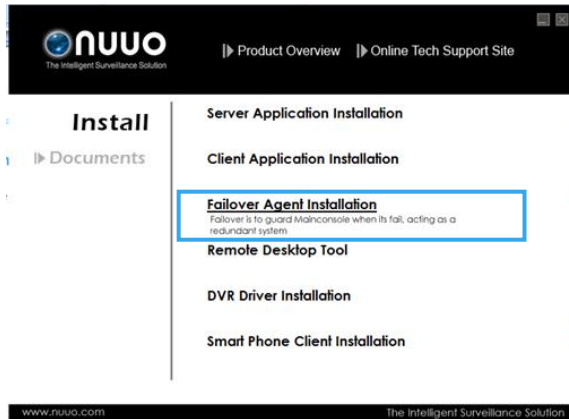 nuuo
The Intelligent Surveillance Solution
Product Overview
Online Tech Support Site
Install
Documents
Server Application Installation
Client Application Installation
Failover Agent Installation
Failover is to guard Mainconsole when its fail, acting as a
redundant system
Remote Desktop Tool
DVR Driver Installation
Smart Phone Client Installation
www.nuuo.com
The Intelligent Surveillance Solution